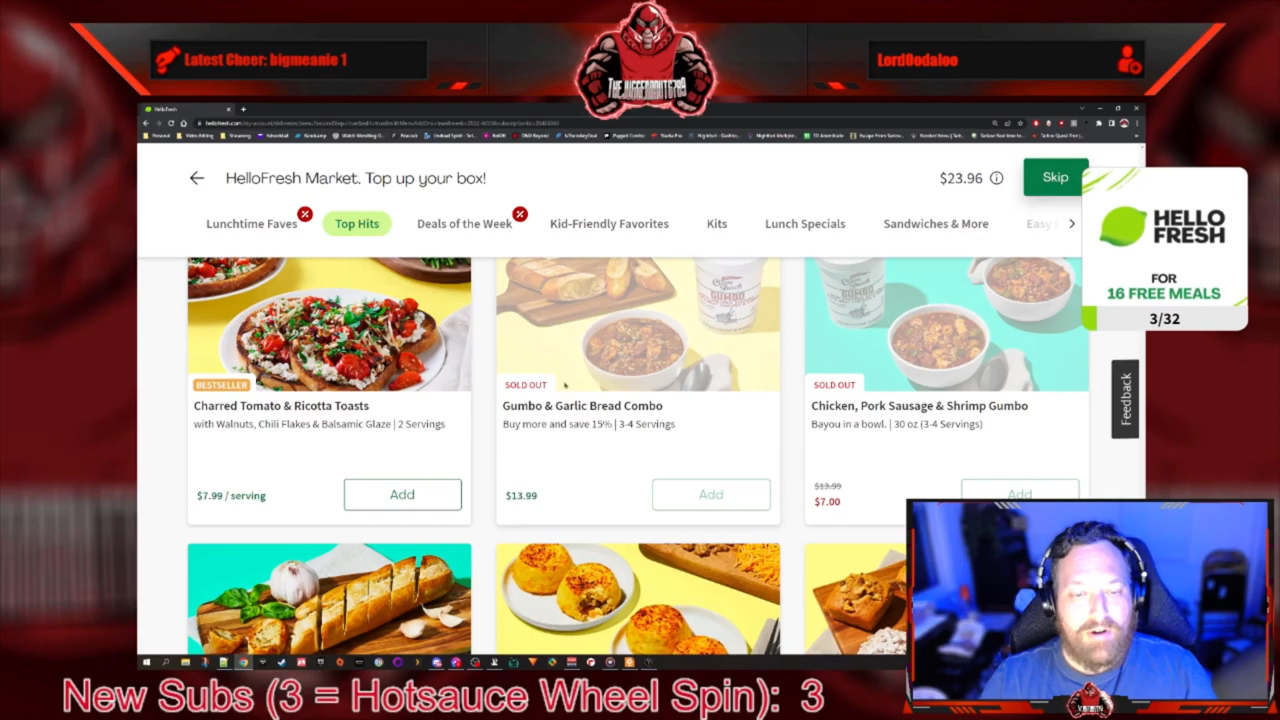 Latest Cheer: bigmeanie 1
THEJUGGERNAUT6789
LordOodaloo
HelloFresh
HelloFresh Market. Top up your box!
$23.96
Skip
Lunchtime Faves
Top Hits
Deals of the Week
Kid-Friendly Favorites
Kits
Lunch Specials
Sandwiches & More
HELLO
FRESH
FOR
16 FREE MEALS
3/32
GUMBO
GUMBO
BESTSELLER
SOLD OUT
SOLD OUT
Charred Tomato & Ricotta Toasts
with Walnuts, Chili Flakes & Balsamic Glaze | 2 Servings
Gumbo & Garlic Bread Combo
Buy more and save 15% | 3-4 Servings
Chicken, Pork Sausage & Shrimp Gumbo
Bayou in a bowl. | 30 oz (3-4 Servings)
Feedback
$7.99 / serving
Add
$13.99
Add
$13.99
$7.00
Add
New Subs (3 = Hotsauce Wheel Spin): 3